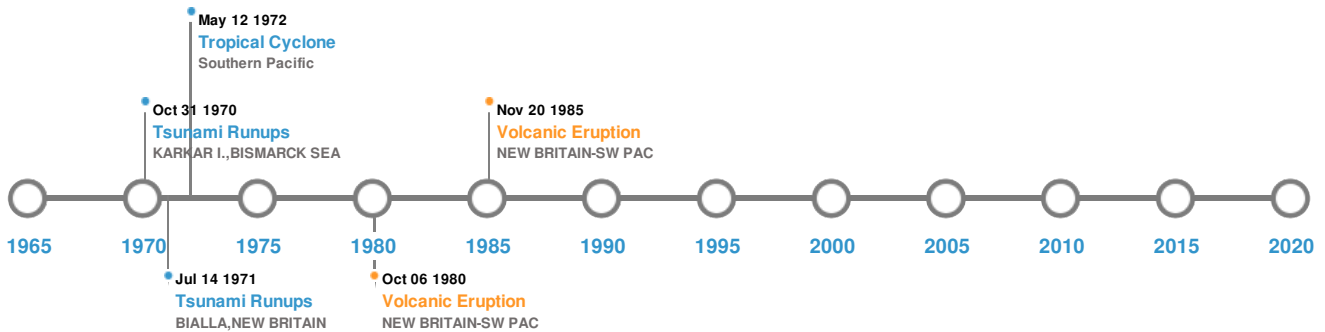 May 12 1972
Tropical Cyclone
Southern Pacific
Oct 31 1970
Tsunami Runups
KARKAR I.,BISMARCK SEA
Nov 20 1985
Volcanic Eruption
NEW BRITAIN-SW PAC
1965 1970 1975 1980 1985 1990 1995 2000 2005 2010 2015 2020
Jul 14 1971
Tsunami Runups
BIALLA,NEW BRITAIN
Oct 06 1980
Volcanic Eruption
NEW BRITAIN-SW PAC